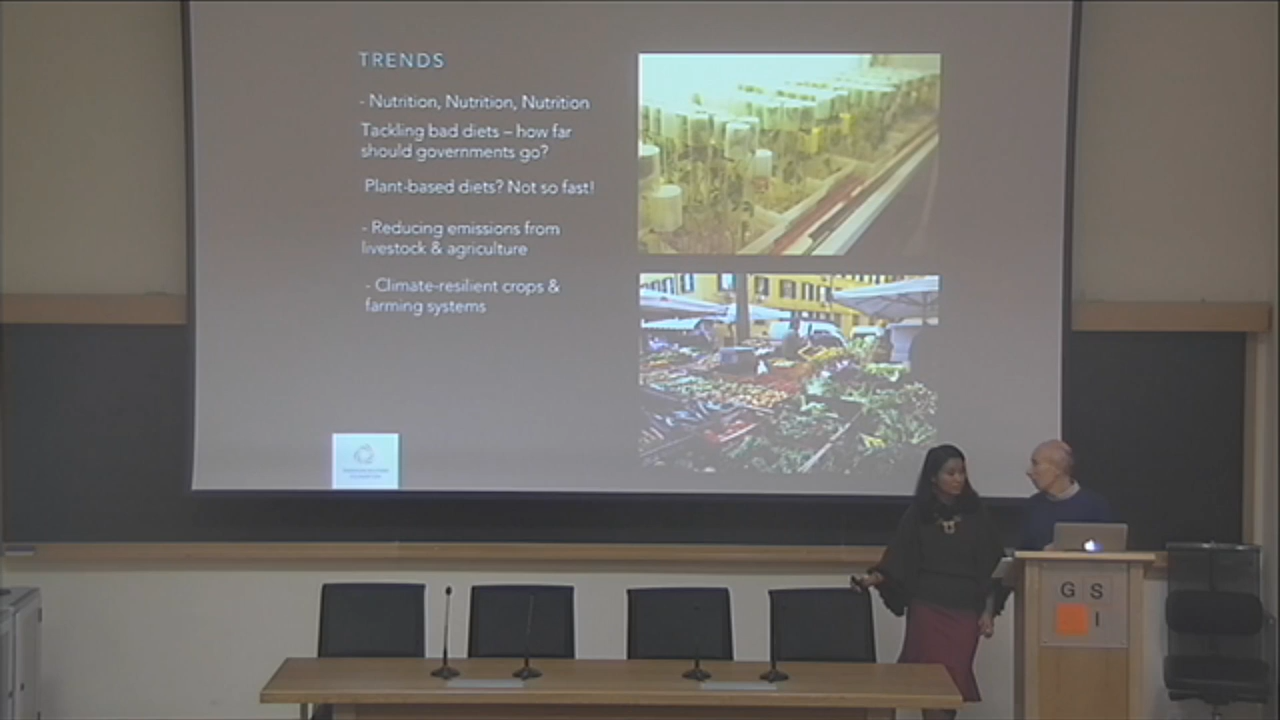 TRENDS
- Nutrition, Nutrition, Nutrition
Tackling bad diets – how far
should governments go?
Plant-based diets? Not so fast!
- Reducing emissions from
livestock & agriculture
- Climate-resilient crops &
farming systems
G S
I